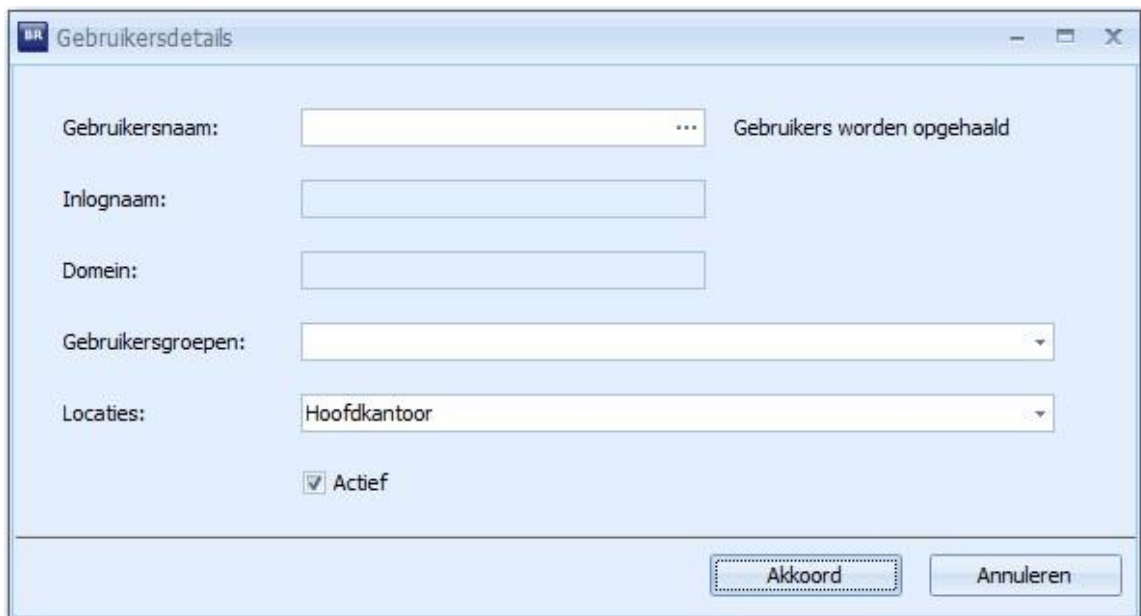 BR Gebruikersdetails
Gebruikersnaam: ... Gebruikers worden opgehaald
Inlognaam:
Domein:
Gebruikersgroepen:
Locaties: Hoofdkantoor
Actief
Akkoord Annuleren